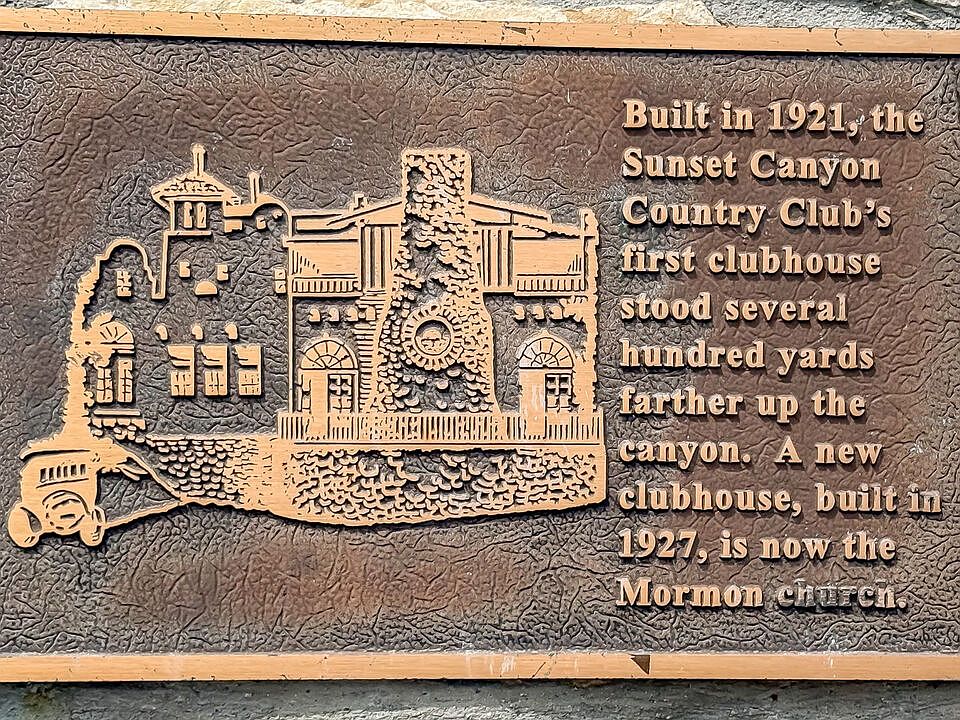 Built in 1921, the
Sunset Canyon
Country Club's
first clubhouse
stood several
hundred yards
farther up the
canyon. A new
clubhouse, built in
1927, is now the
Mormon church.